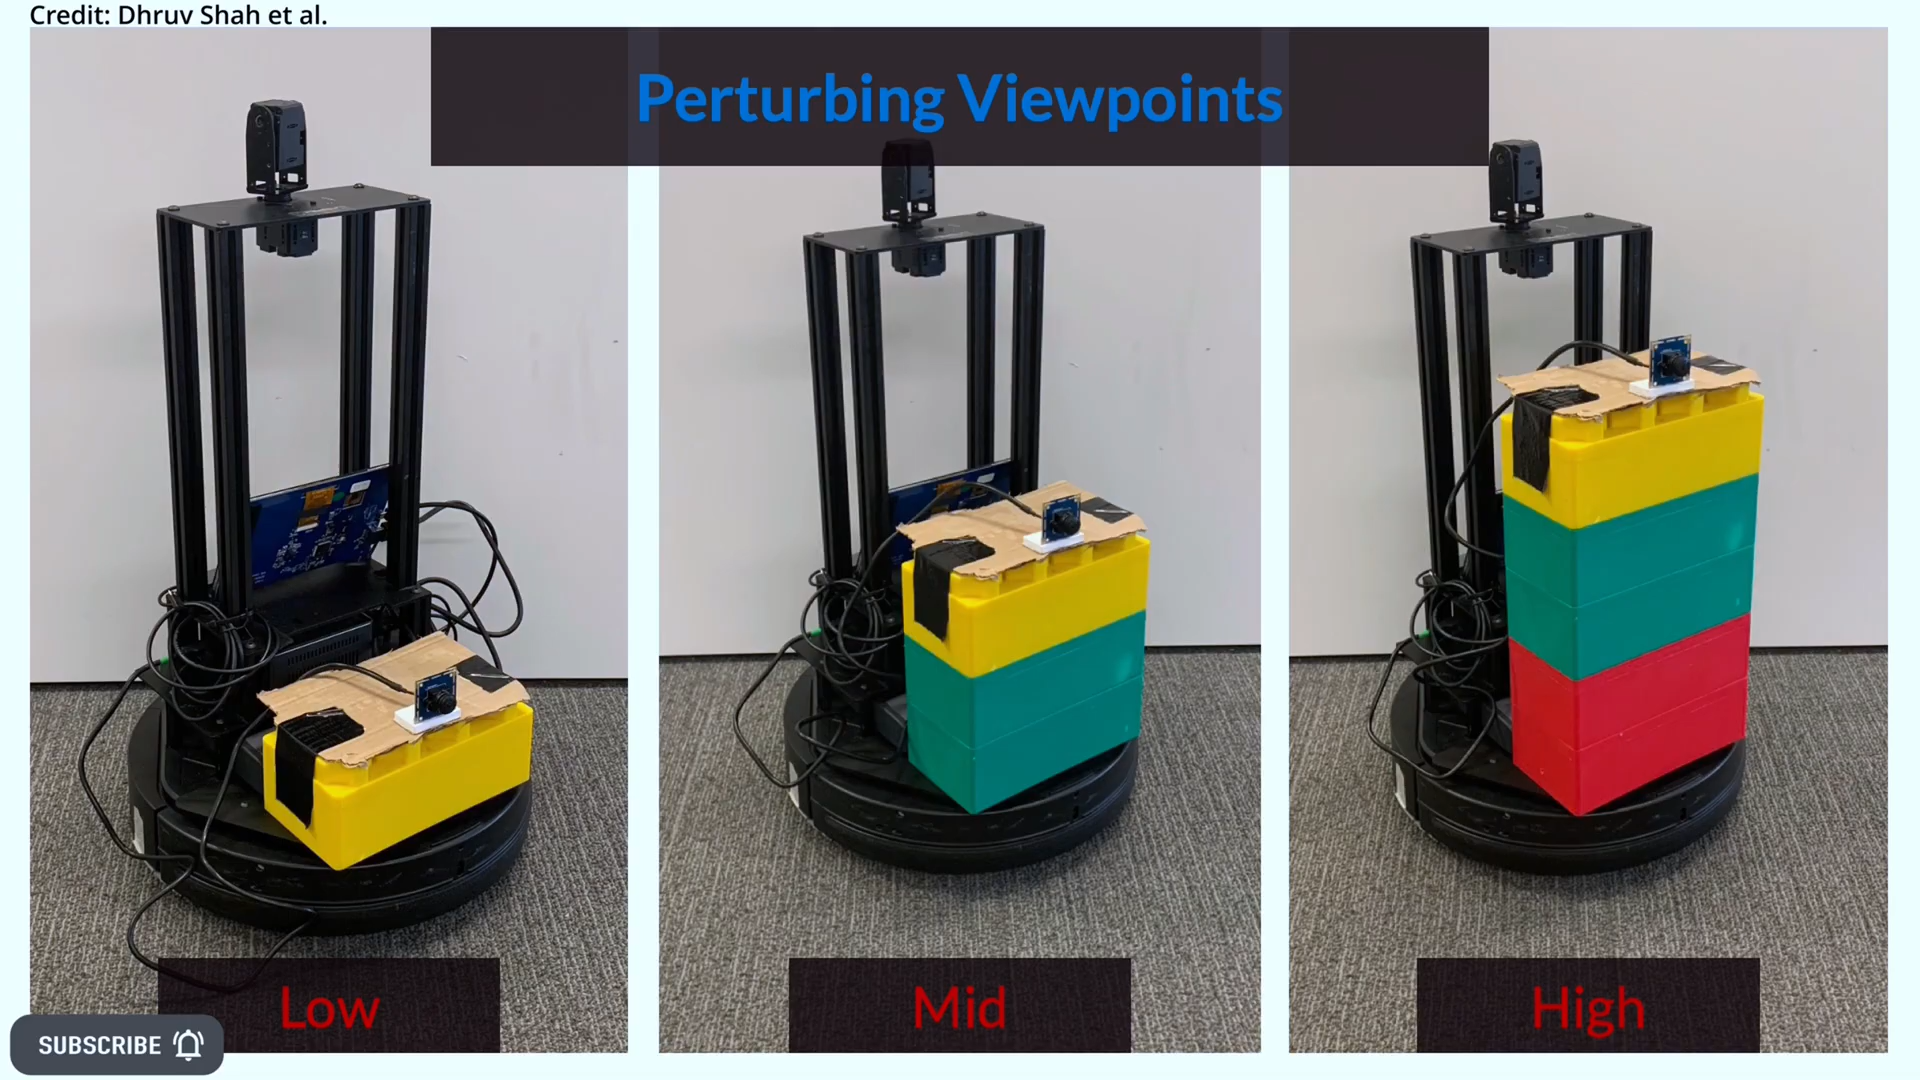 Credit: Dhruv Shah et al.
Perturbing Viewpoints
Low
Mid
High
SUBSCRIBE